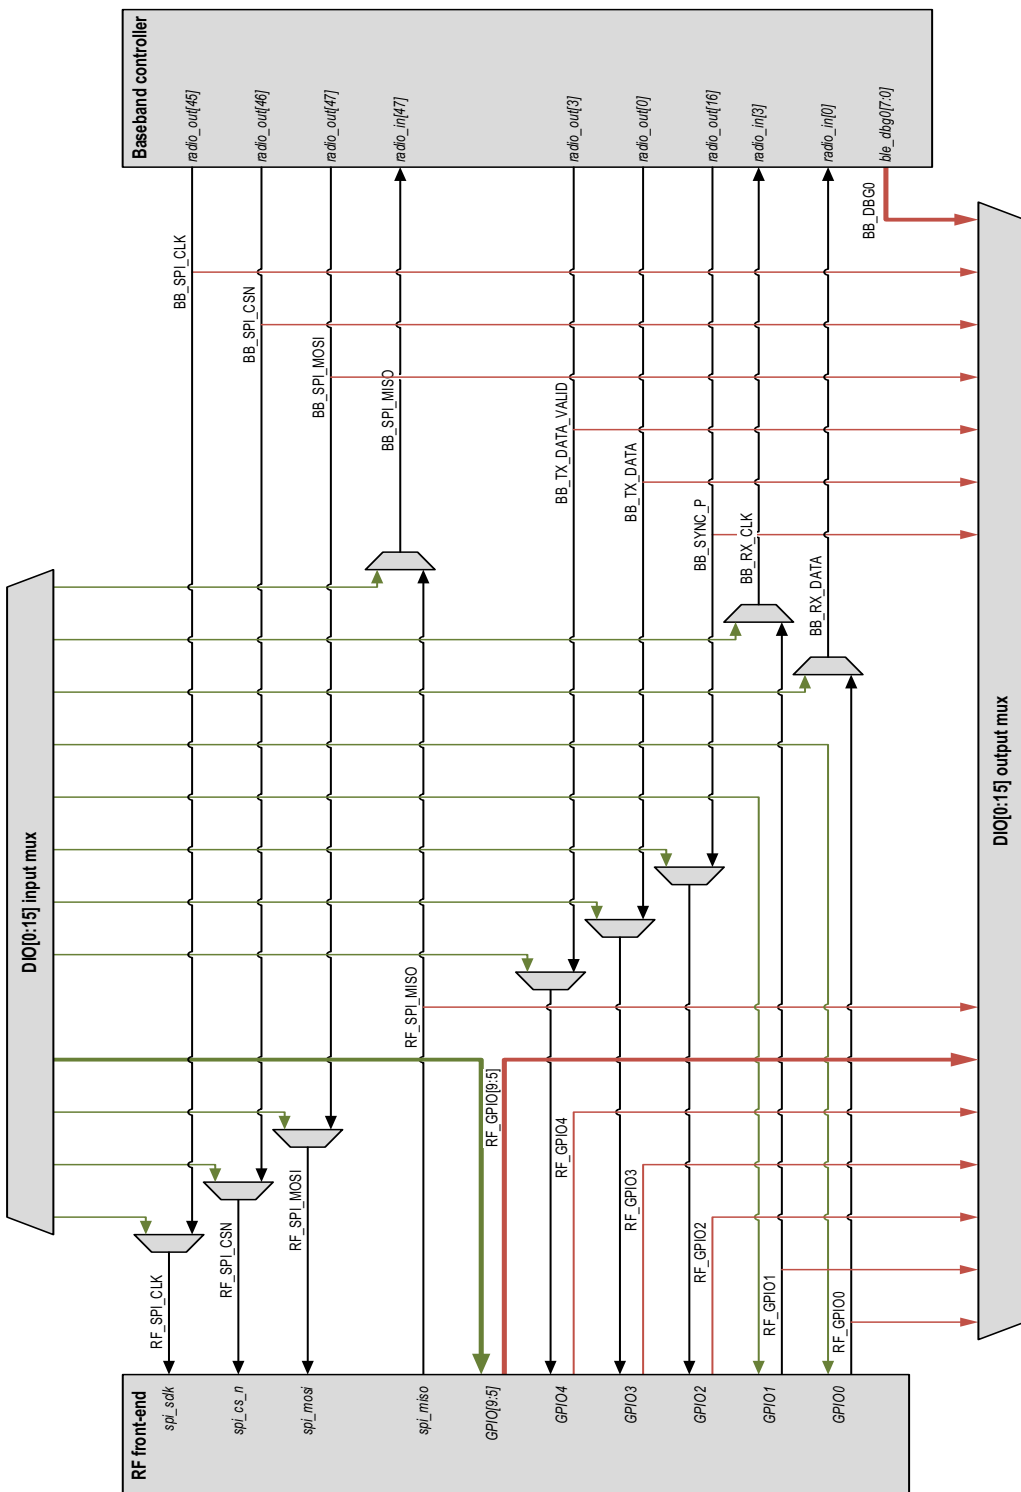 Baseband controller
radio_out[45]
radio_out[46]
radio_out[47]
radio_in[47]
radio_out[3]
radio_out[0]
radio_out[16]
radio_in[3]
radio_in[0]
ble_dbg0[7:0]
BB_SPI_CLK
BB_SPI_CSN
BB_SPI_MOSI
BB_SPI_MISO
BB_TX_DATA_VALID
BB_TX_DATA
BB_SYNC_P
BB_RX_CLK
BB_RX_DATA
BB_DBG0
DIO[0:15] input mux
DIO[0:15] output mux
RF_SPI_CLK
RF_SPI_CSN
RF_SPI_MOSI
RF_SPI_MISO
RF_GPIO[9:5]
RF_GPIO4
RF_GPIO3
RF_GPIO2
RF_GPIO1
RF_GPIO0
RF front-end
spi_sclk
spi_cs_n
spi_mosi
spi_miso
GPIO[9:5]
GPIO4
GPIO3
GPIO2
GPIO1
GPIO0